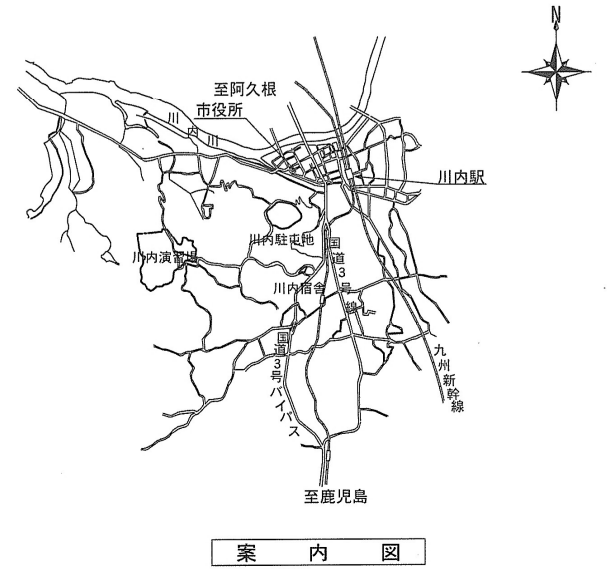 N
至阿久根
市役所
川内川
川内駅
川内駐屯地
国道3号線
川内演習場
川内宿舎
国道3号バイパス
九州新幹線
至鹿児島
案内図